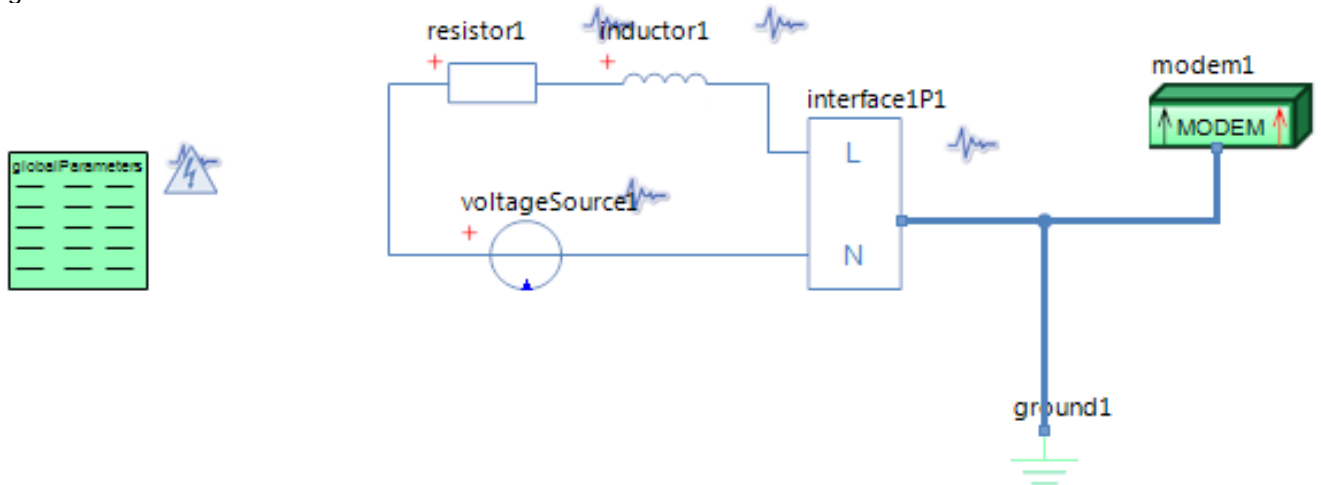 resistor1
inductor1
modem1
interface1P1
MODEM
globalParameters
L
voltageSource1
N
ground1